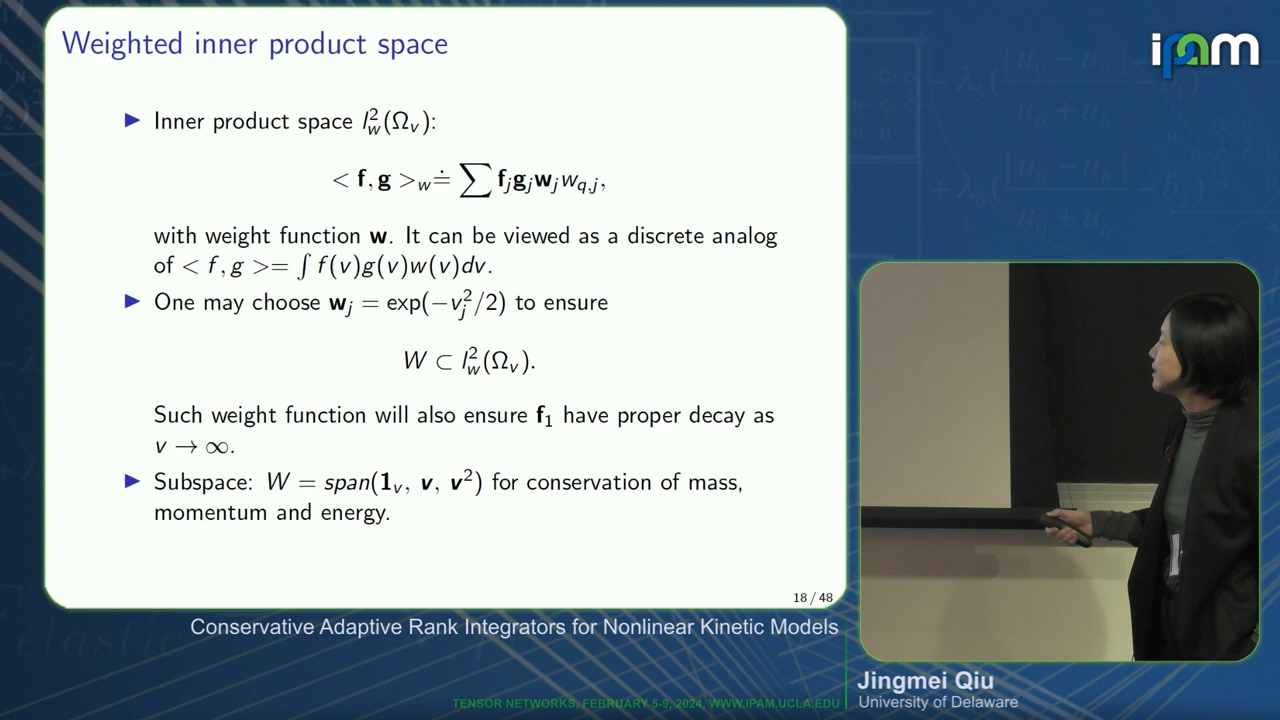 Weighted inner product space
▶ Inner product space l²_w(Ω_v):
< f, g >_w ≐ ∑ f_j g_j w_j w_{q,j},
with weight function w. It can be viewed as a discrete analog
of < f, g >= ∫ f(v)g(v)w(v)dv.
▶ One may choose w_j = exp(−v_j²/2) to ensure
W ⊂ l²_w(Ω_v).
Such weight function will also ensure f₁ have proper decay as
v → ∞.
▶ Subspace: W = span(1_v, v, v²) for conservation of mass,
momentum and energy.
18 / 48
ipam
Conservative Adaptive Rank Integrators for Nonlinear Kinetic Models
Jingmei Qiu
University of Delaware
TENSOR NETWORKS, FEBRUARY 5-9, 2024, WWW.IPAM.UCLA.EDU